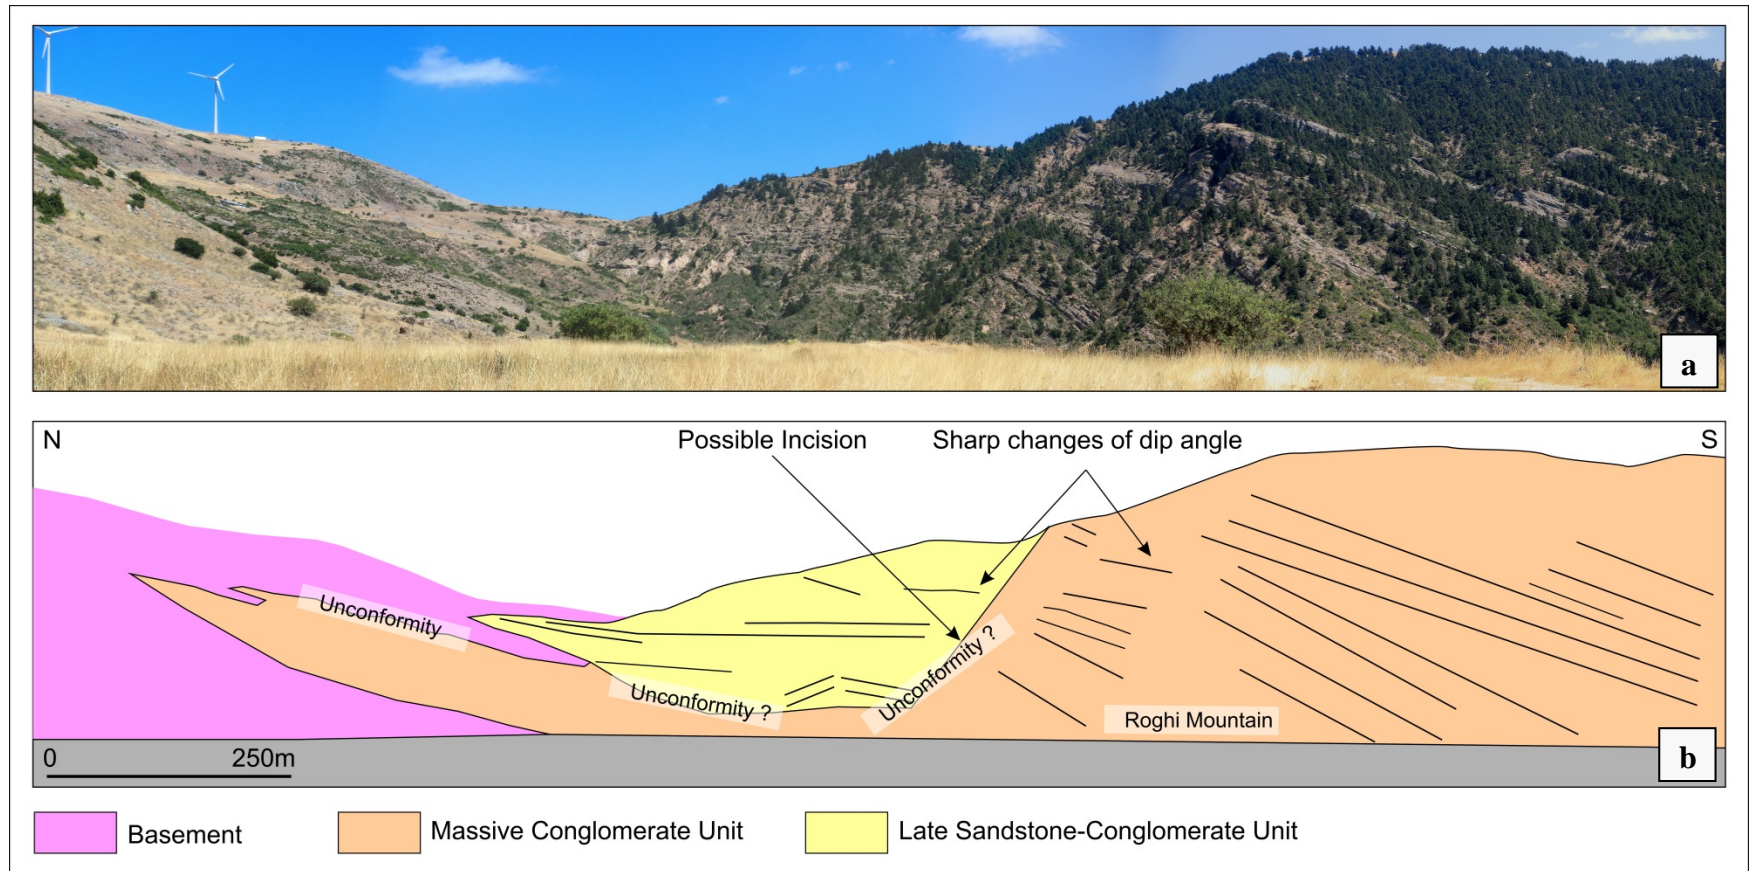 a
N
Possible Incision
Sharp changes of dip angle
S
Unconformity
Unconformity ?
Unconformity ?
Roghi Mountain
0
250m
b
Basement
Massive Conglomerate Unit
Late Sandstone-Conglomerate Unit